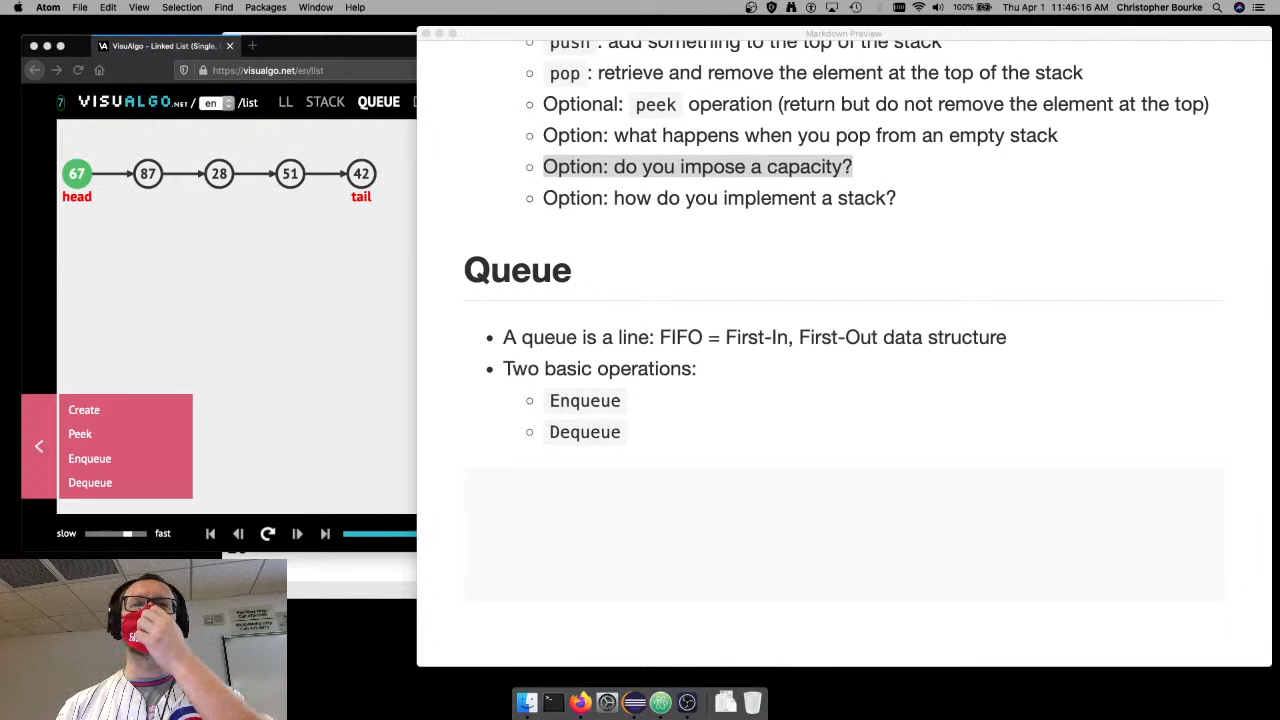 Atom File Edit View Selection Find Packages Window Help 100% Thu Apr 1 11:46:16 AM Christopher Bourke
VisuAlgo - Linked List (Single,
https://visualgo.net/en/list
7 VISUALGO.NET / en /list LL STACK QUEUE
67 87 28 51 42
head tail
Create
Peek
Enqueue
Dequeue
slow fast
Markdown Preview
push : add something to the top of the stack
pop : retrieve and remove the element at the top of the stack
Optional: peek operation (return but do not remove the element at the top)
Option: what happens when you pop from an empty stack
Option: do you impose a capacity?
Option: how do you implement a stack?
Queue
A queue is a line: FIFO = First-In, First-Out data structure
Two basic operations:
Enqueue
Dequeue